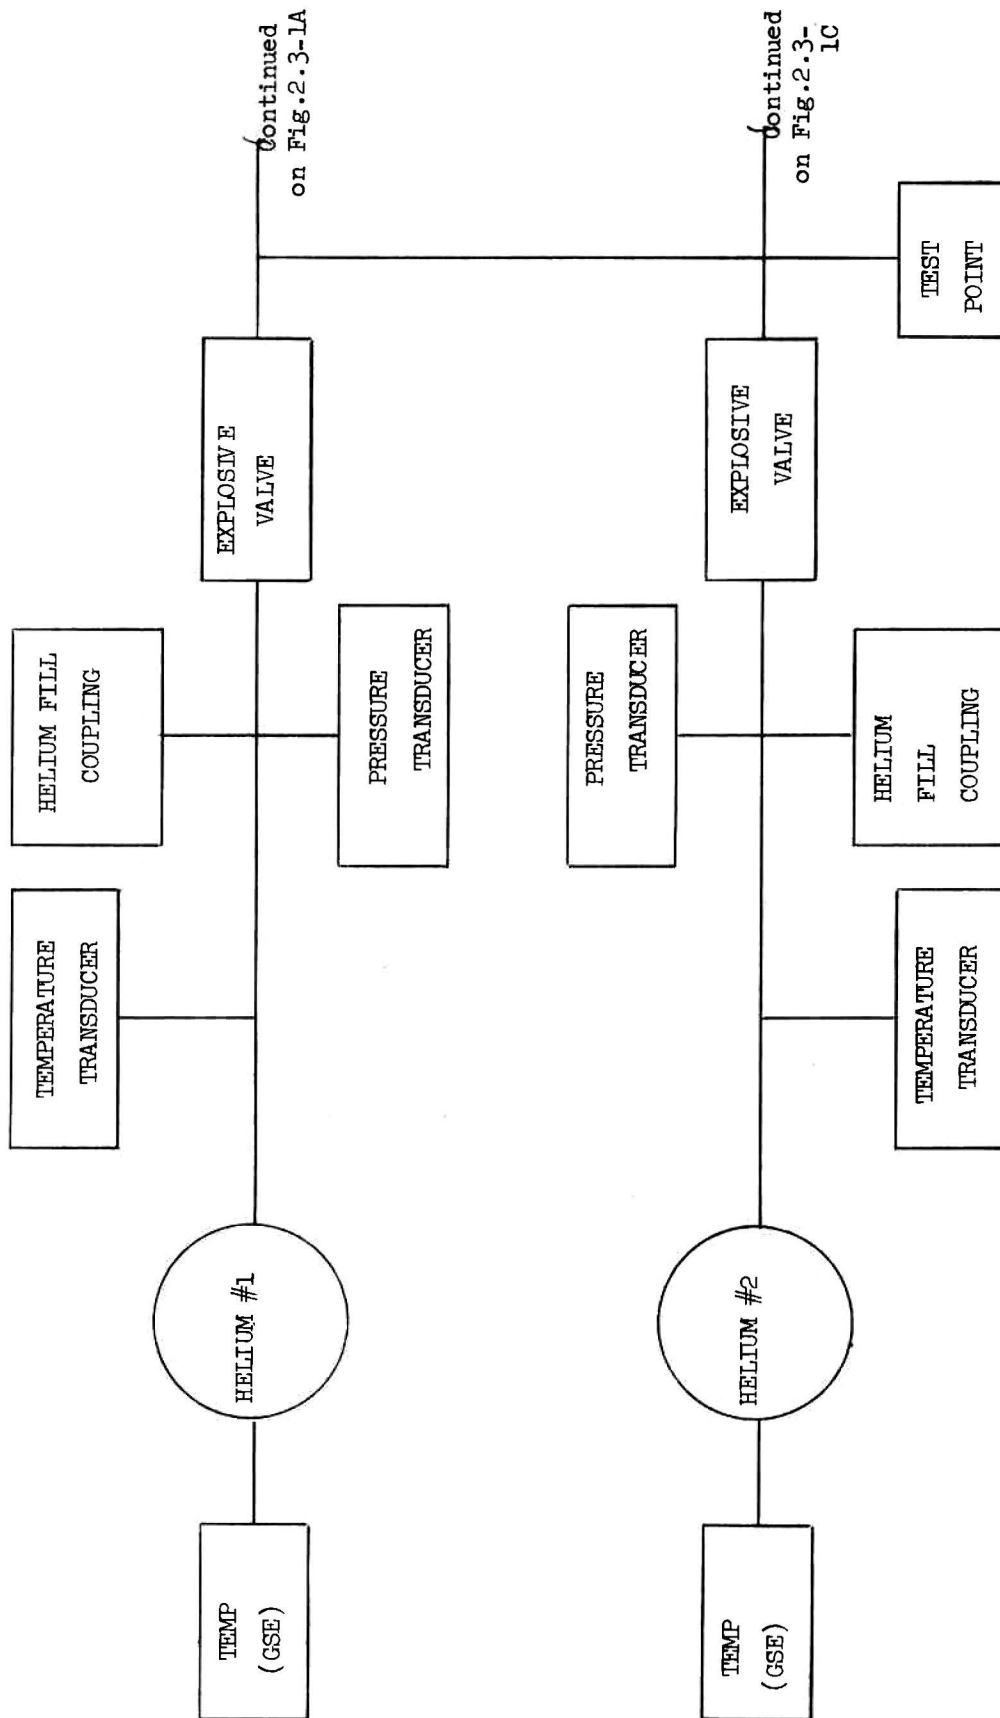 TEMP
(GSE)
HELIUM #1
TEMPERATURE
TRANSDUCER
HELIUM FILL
COUPLING
PRESSURE
TRANSDUCER
EXPLOSIVE
VALVE
Continued
on Fig.2.3-1A
TEMP
(GSE)
HELIUM #2
TEMPERATURE
TRANSDUCER
PRESSURE
TRANSDUCER
HELIUM
FILL
COUPLING
EXPLOSIVE
VALVE
TEST
POINT
Continued
on Fig.2.3-
1C